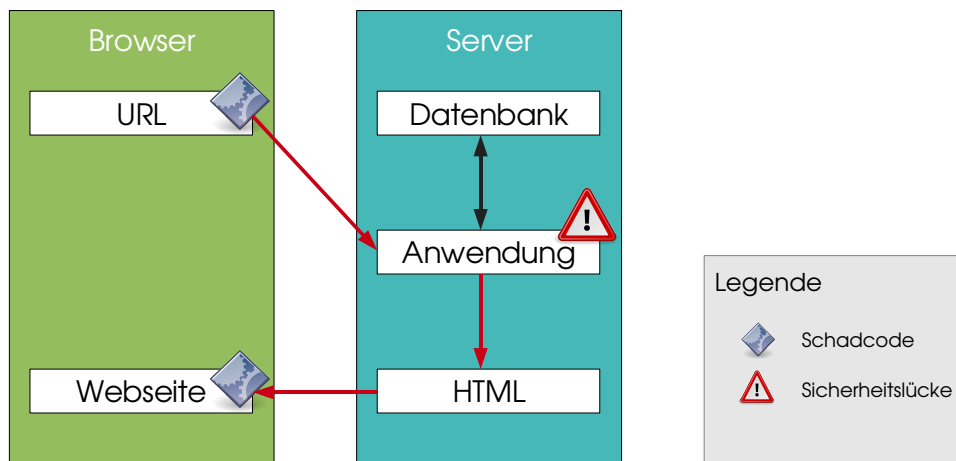 Browser
Server
URL
Datenbank
!
Anwendung
Webseite
HTML
Legende
Schadcode
!
Sicherheitslücke